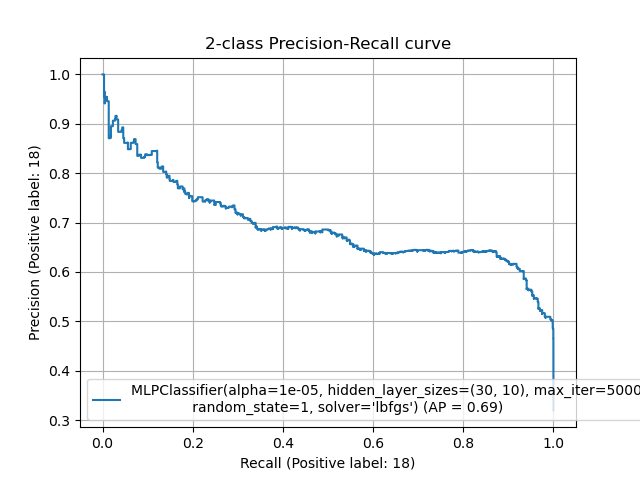 2-class Precision-Recall curve
Precision (Positive label: 18)
1.0
0.9
0.8
0.7
0.6
0.5
0.4
0.3
MLPClassifier(alpha=1e-05, hidden_layer_sizes=(30, 10), max_iter=5000
random_state=1, solver='lbfgs') (AP = 0.69)
0.0 0.2 0.4 0.6 0.8 1.0
Recall (Positive label: 18)